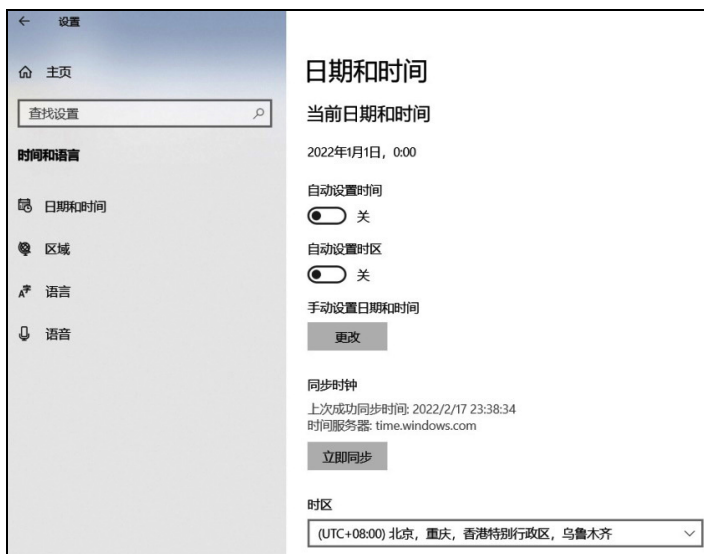 设置
主页
查找设置
时间和语言
日期和时间
区域
语言
语音
日期和时间
当前日期和时间
2022年1月1日，0:00
自动设置时间
关
自动设置时区
关
手动设置日期和时间
更改
同步时钟
上次成功同步时间: 2022/2/17 23:38:34
时间服务器: time.windows.com
立即同步
时区
(UTC+08:00) 北京，重庆，香港特别行政区，乌鲁木齐